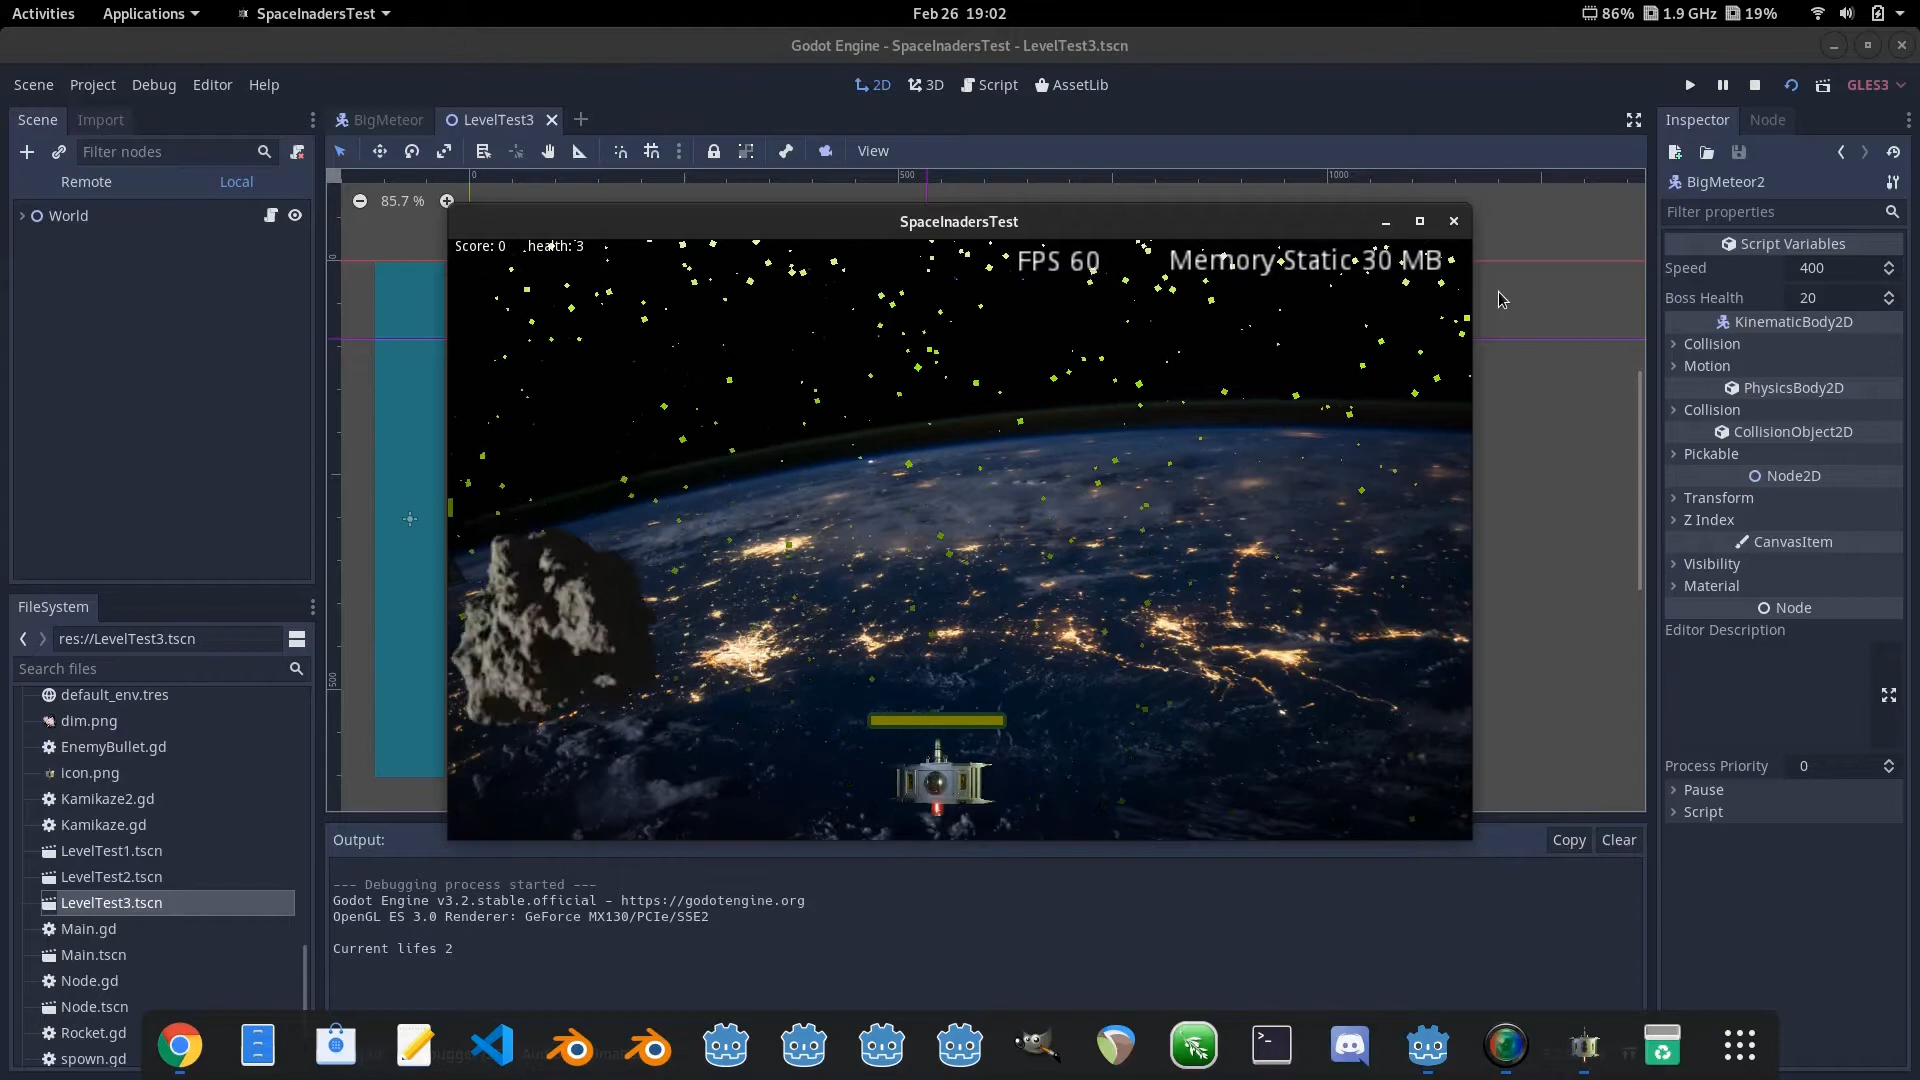 Activities Applications SpaceInadersTest Feb 26 19:02 86% 1.9 GHz 19%
Godot Engine - SpaceInadersTest - LevelTest3.tscn
Scene Project Debug Editor Help 2D 3D Script AssetLib GLES3
Scene Import BigMeteor LevelTest3 Inspector Node
Filter nodes View
Remote Local BigMeteor2
85.7 %
0 500 1000
World Filter properties
SpaceInadersTest
Score: 0 health: 3
FPS 60 Memory Static 30 MB
Script Variables
Speed 400
Boss Health 20
KinematicBody2D
Collision
Motion
PhysicsBody2D
Collision
CollisionObject2D
Pickable
Node2D
Transform
Z Index
CanvasItem
Visibility
Material
Node
Editor Description
Process Priority 0
Pause
Script
0
500
FileSystem
res://LevelTest3.tscn
Search files
default_env.tres
dim.png
EnemyBullet.gd
icon.png
Kamikaze2.gd
Kamikaze.gd
LevelTest1.tscn
LevelTest2.tscn
LevelTest3.tscn
Main.gd
Main.tscn
Node.gd
Node.tscn
Rocket.gd
spown.gd
Output: Copy Clear
--- Debugging process started ---
Godot Engine v3.2.stable.official - https://godotengine.org
OpenGL ES 3.0 Renderer: GeForce MX130/PCIe/SSE2
Current lifes 2